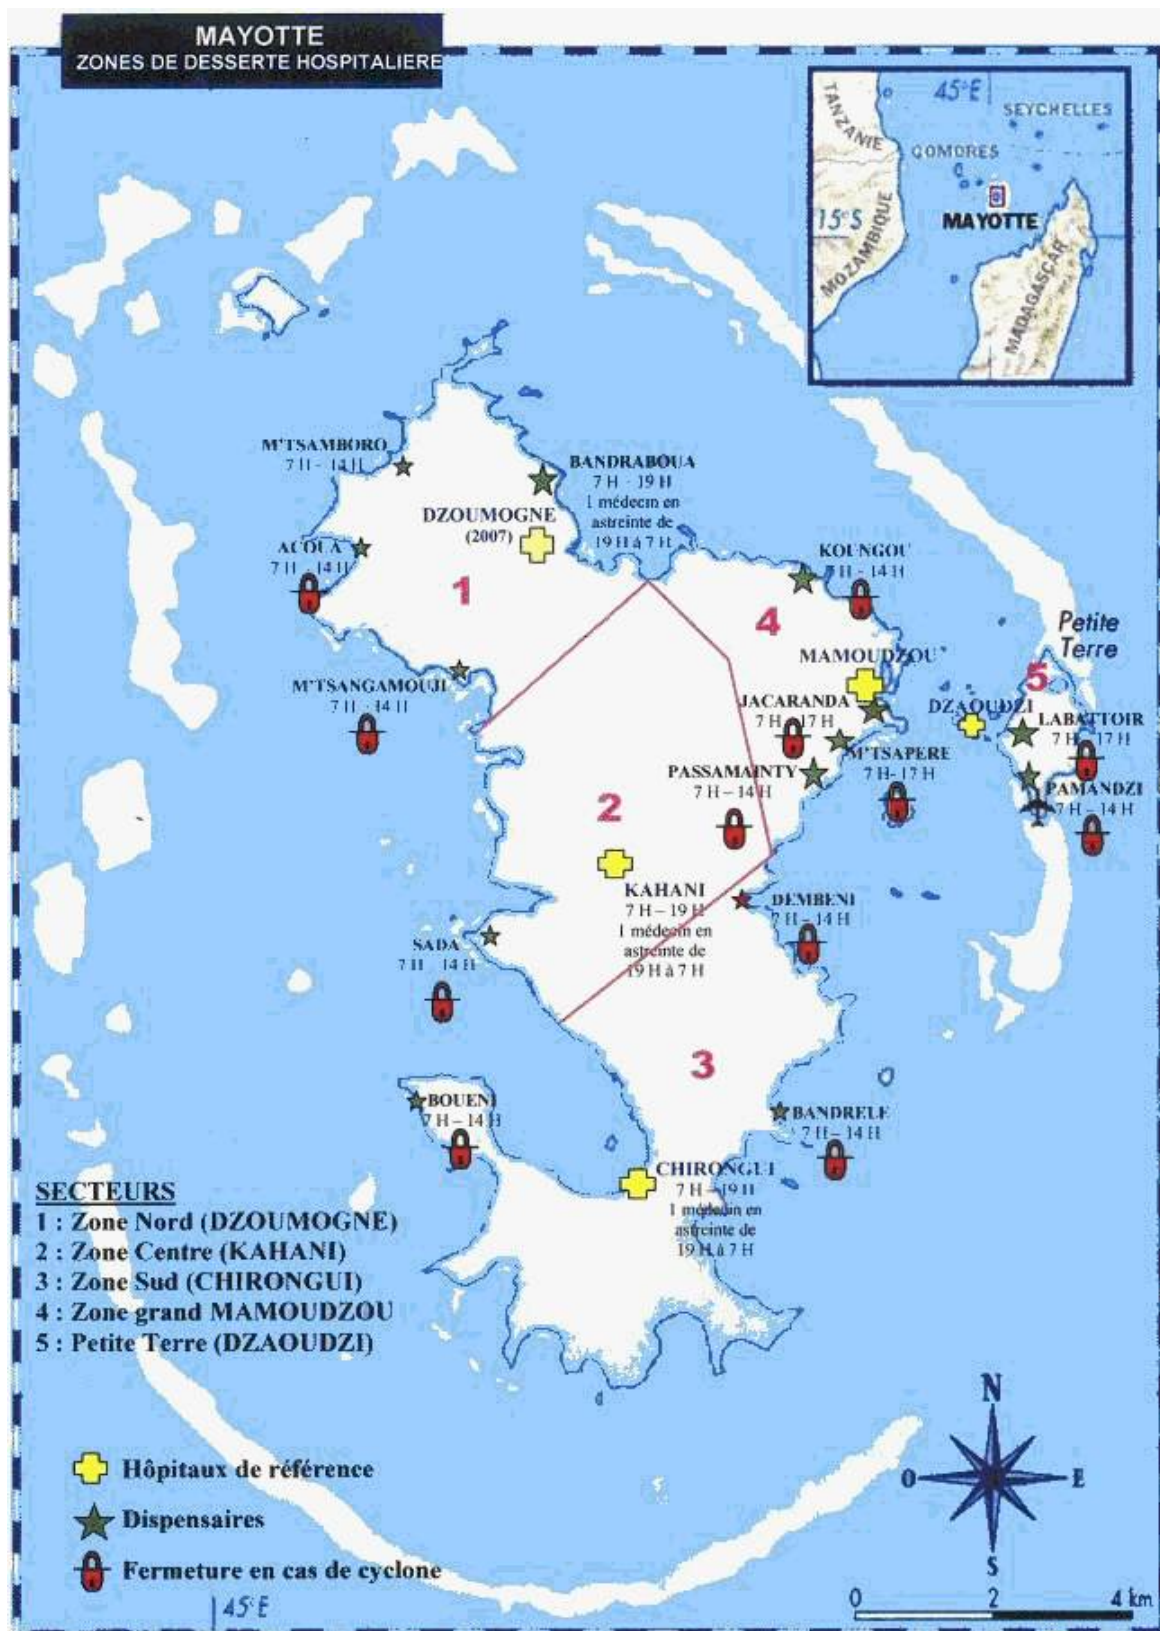 MAYOTTE
ZONES DE DESSERTE HOSPITALIERE
TANZANIE
45°E
SEYCHELLES
COMORES
15°S
MAYOTTE
MOZAMBIQUE
MADAGASCAR
M'TSAMBORO
7 H - 14 H
BANDRABOUA
7 H - 19 H
1 médecin en
astreinte de
19 H à 7 H
DZOUMOGNE
(2007)
ACOUA
7 H - 14 H
KOUNGOU
7 H - 14 H
1
4
Petite
Terre
MAMOUDZOU
5
M'TSANGAMOUJI
7 H - 14 H
JACARANDA
7 H - 17 H
DZAOUDZI
LABATTOIR
7 H - 17 H
M'TSAPERE
7 H - 17 H
PASSAMAINTY
7 H - 14 H
PAMANDZI
7 H - 14 H
2
KAHANI
7 H - 19 H
1 médecin en
astreinte de
19 H à 7 H
DEMBENI
7 H - 14 H
SADA
7 H 14 H
3
BOUENI
7 H - 14 H
BANDRELE
7 H - 14 H
CHIRONGUI
7 H - 19 H
1 médecin en
astreinte de
19 H à 7 H
SECTEURS
1 : Zone Nord (DZOUMOGNE)
2 : Zone Centre (KAHANI)
3 : Zone Sud (CHIRONGUI)
4 : Zone grand MAMOUDZOU
5 : Petite Terre (DZAOUDZI)
Hôpitaux de référence
Dispensaires
Fermeture en cas de cyclone
45°E
N
O
E
S
0 2 4 km